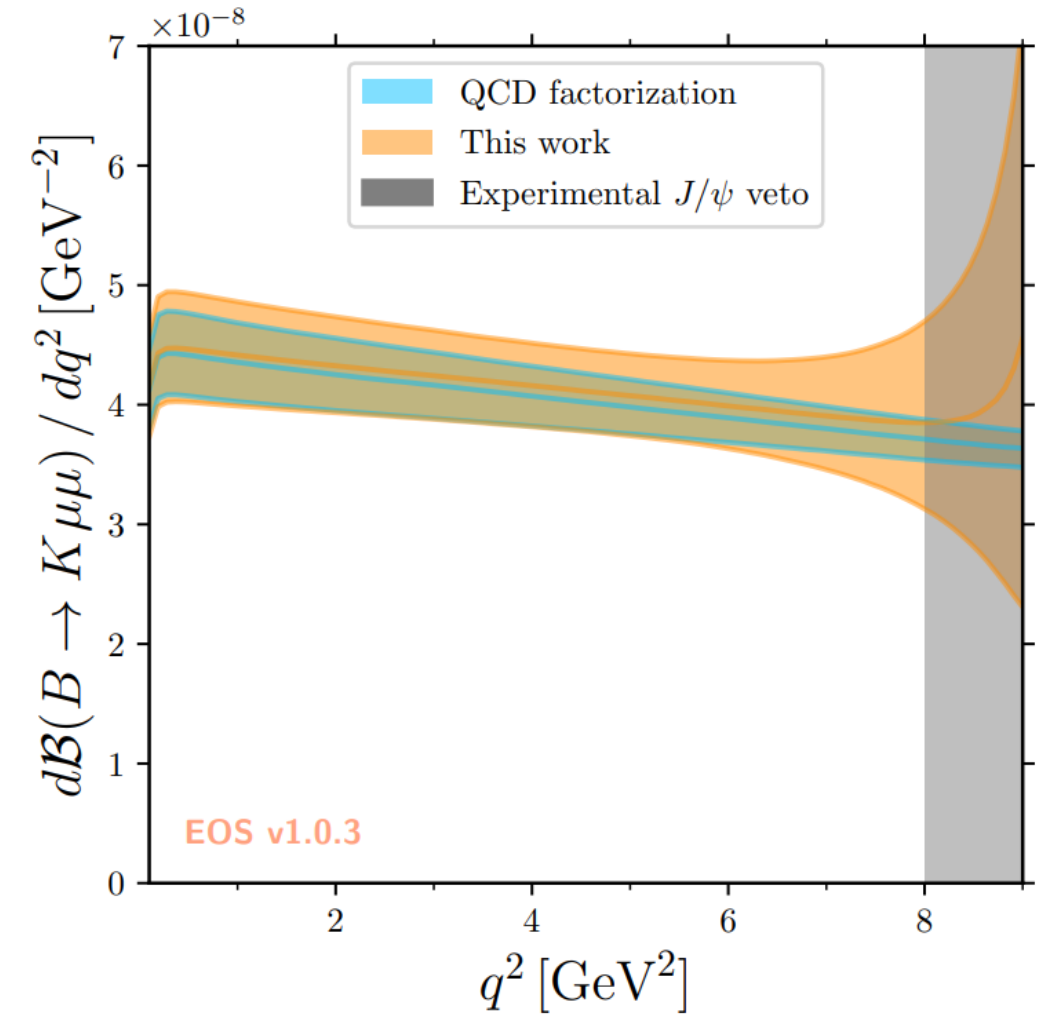 ×10⁻⁸
7
6
5
4
3
2
1
0
dℬ(B → K μμ) / dq² [GeV⁻²]
QCD factorization
This work
Experimental J/ψ veto
EOS v1.0.3
2 4 6 8
q² [GeV²]